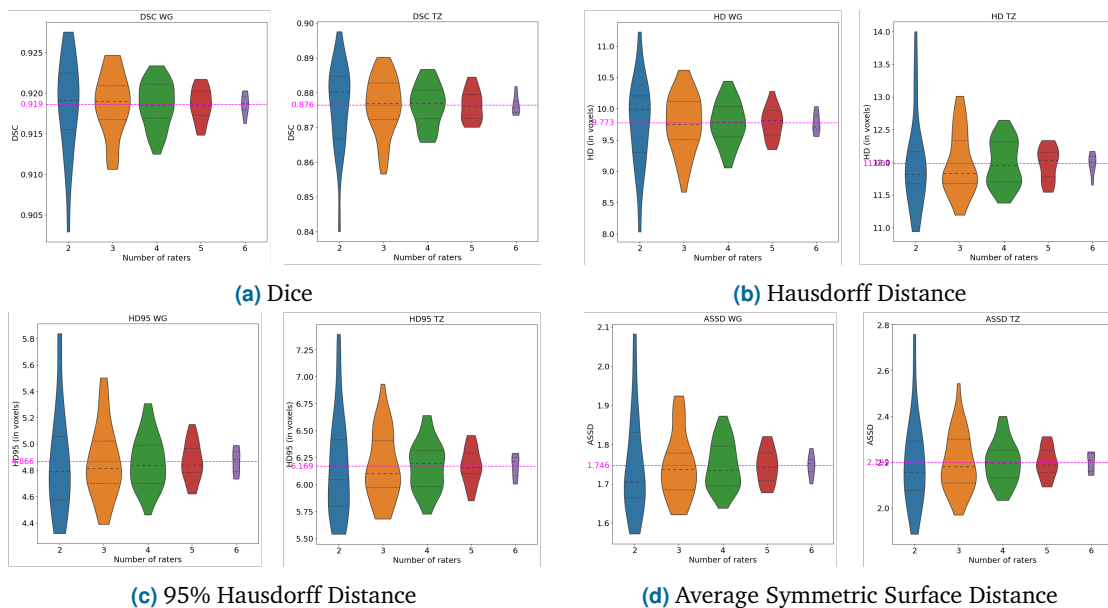 DSC WG
0.925
0.920
0.919
0.915
0.910
0.905
DSC
2 3 4 5 6
Number of raters
DSC TZ
0.90
0.89
0.88
0.876
0.87
0.86
0.85
0.84
DSC
2 3 4 5 6
Number of raters
(a) Dice
HD WG
11.0
10.5
10.0
9.773
9.5
9.0
8.5
8.0
HD (in voxels)
2 3 4 5 6
Number of raters
HD TZ
14.0
13.5
13.0
12.5
12.0
11.5
11.0
HD (in voxels)
2 3 4 5 6
Number of raters
(b) Hausdorff Distance
HD95 WG
5.8
5.6
5.4
5.2
5.0
4.8
4.6
4.4
HD95 (in voxels)
2 3 4 5 6
Number of raters
HD95 TZ
7.25
7.00
6.75
6.50
6.25
6.169
6.00
5.75
5.50
HD95 (in voxels)
2 3 4 5 6
Number of raters
(c) 95% Hausdorff Distance
ASSD WG
2.1
2.0
1.9
1.8
1.746
1.7
1.6
ASSD
2 3 4 5 6
Number of raters
ASSD TZ
2.8
2.6
2.4
2.2
2.0
ASSD
2 3 4 5 6
Number of raters
(d) Average Symmetric Surface Distance